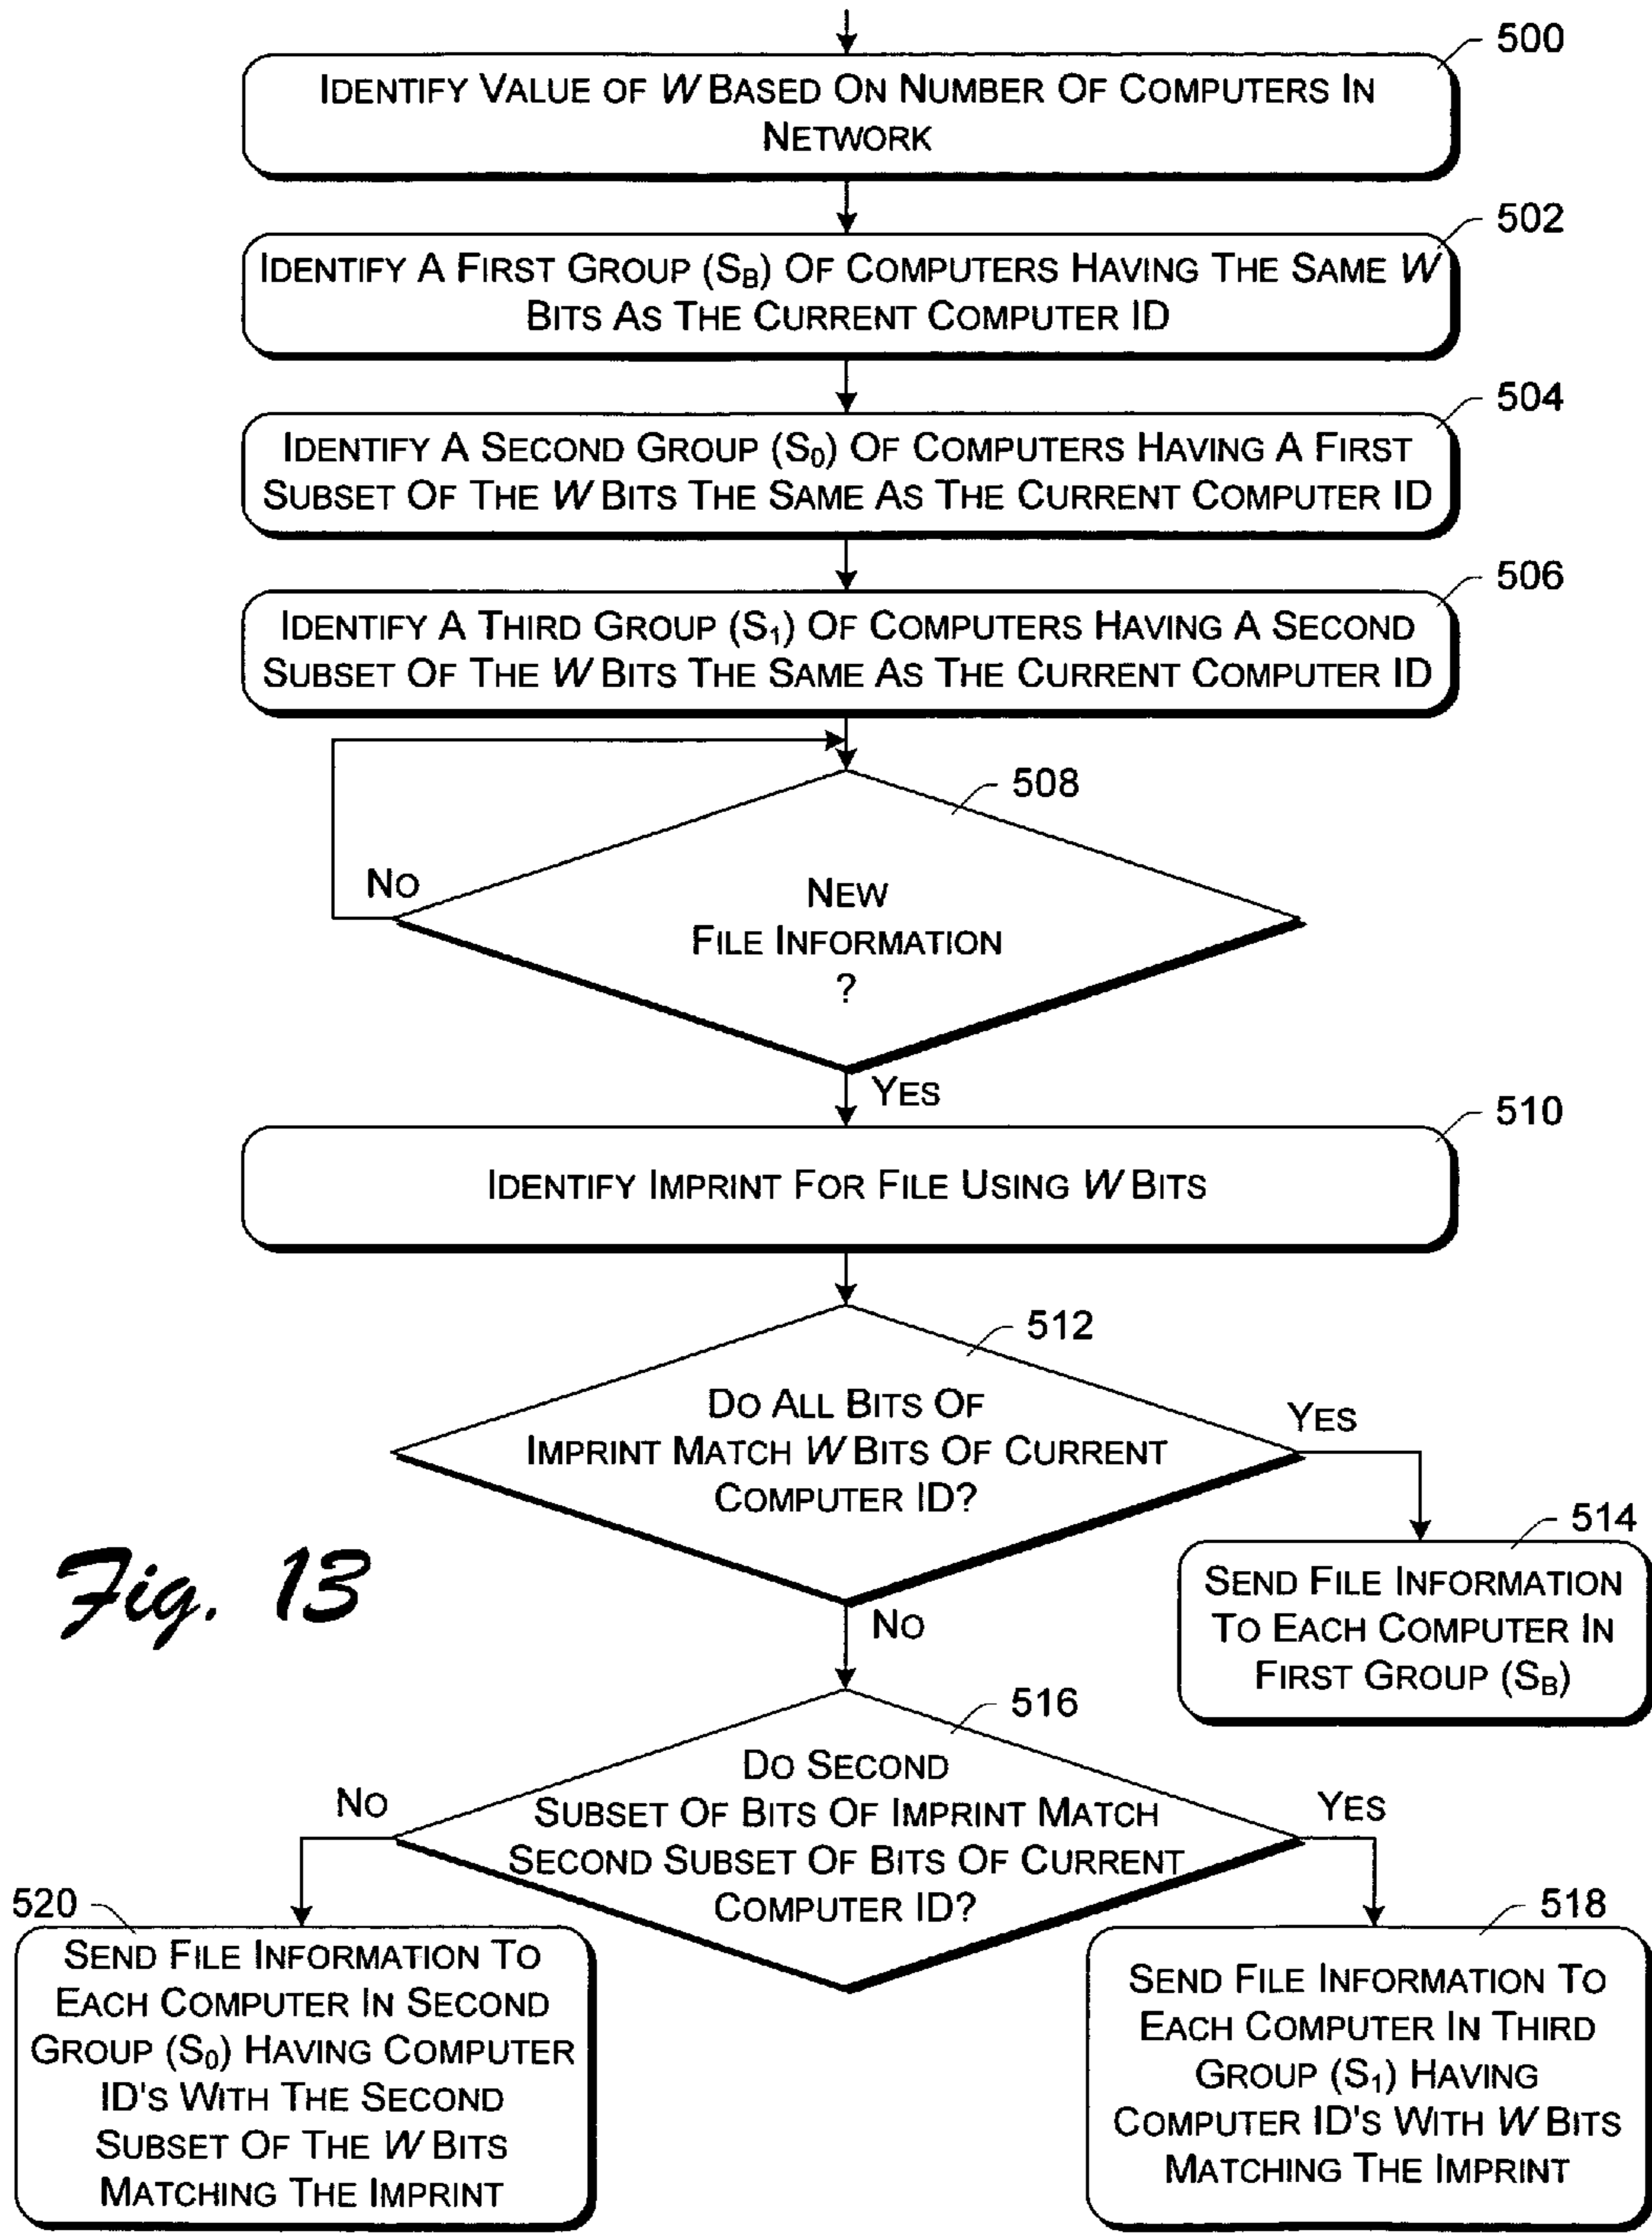 500
IDENTIFY VALUE OF W BASED ON NUMBER OF COMPUTERS IN
NETWORK
502
IDENTIFY A FIRST GROUP (SB) OF COMPUTERS HAVING THE SAME W
BITS AS THE CURRENT COMPUTER ID
504
IDENTIFY A SECOND GROUP (S0) OF COMPUTERS HAVING A FIRST
SUBSET OF THE W BITS THE SAME AS THE CURRENT COMPUTER ID
506
IDENTIFY A THIRD GROUP (S1) OF COMPUTERS HAVING A SECOND
SUBSET OF THE W BITS THE SAME AS THE CURRENT COMPUTER ID
508
NO
NEW
FILE INFORMATION
?
YES
510
IDENTIFY IMPRINT FOR FILE USING W BITS
512
DO ALL BITS OF
IMPRINT MATCH W BITS OF CURRENT
COMPUTER ID?
YES
514
SEND FILE INFORMATION
TO EACH COMPUTER IN
FIRST GROUP (SB)
Fig. 13
NO
516
DO SECOND
SUBSET OF BITS OF IMPRINT MATCH
SECOND SUBSET OF BITS OF CURRENT
COMPUTER ID?
NO
YES
520
SEND FILE INFORMATION TO
EACH COMPUTER IN SECOND
GROUP (S0) HAVING COMPUTER
ID'S WITH THE SECOND
SUBSET OF THE W BITS
MATCHING THE IMPRINT
518
SEND FILE INFORMATION TO
EACH COMPUTER IN THIRD
GROUP (S1) HAVING
COMPUTER ID'S WITH W BITS
MATCHING THE IMPRINT